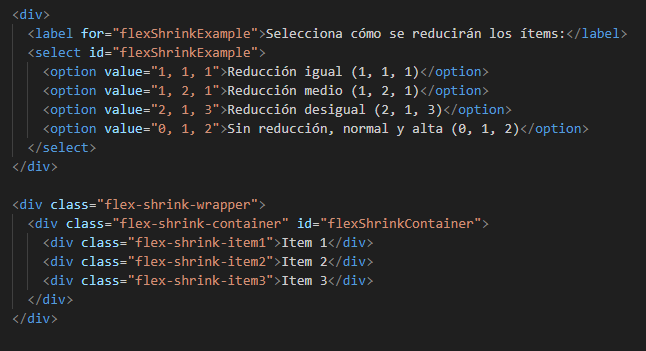 <div>
<label for="flexShrinkExample">Selecciona cómo se reducirán los ítems:</label>
<select id="flexShrinkExample">
<option value="1, 1, 1">Reducción igual (1, 1, 1)</option>
<option value="1, 2, 1">Reducción medio (1, 2, 1)</option>
<option value="2, 1, 3">Reducción desigual (2, 1, 3)</option>
<option value="0, 1, 2">Sin reducción, normal y alta (0, 1, 2)</option>
</select>
</div>
<div class="flex-shrink-wrapper">
<div class="flex-shrink-container" id="flexShrinkContainer">
<div class="flex-shrink-item1">Item 1</div>
<div class="flex-shrink-item2">Item 2</div>
<div class="flex-shrink-item3">Item 3</div>
</div>
</div>